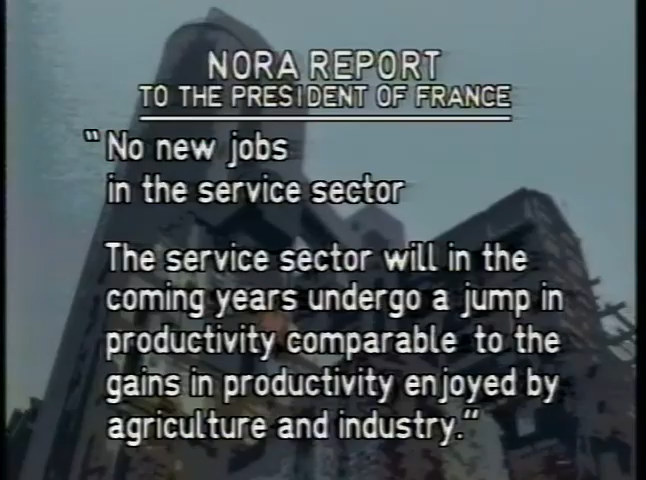 NORA REPORT
TO THE PRESIDENT OF FRANCE
“No new jobs
in the service sector
The service sector will in the
coming years undergo a jump in
productivity comparable to the
gains in productivity enjoyed by
agriculture and industry.“